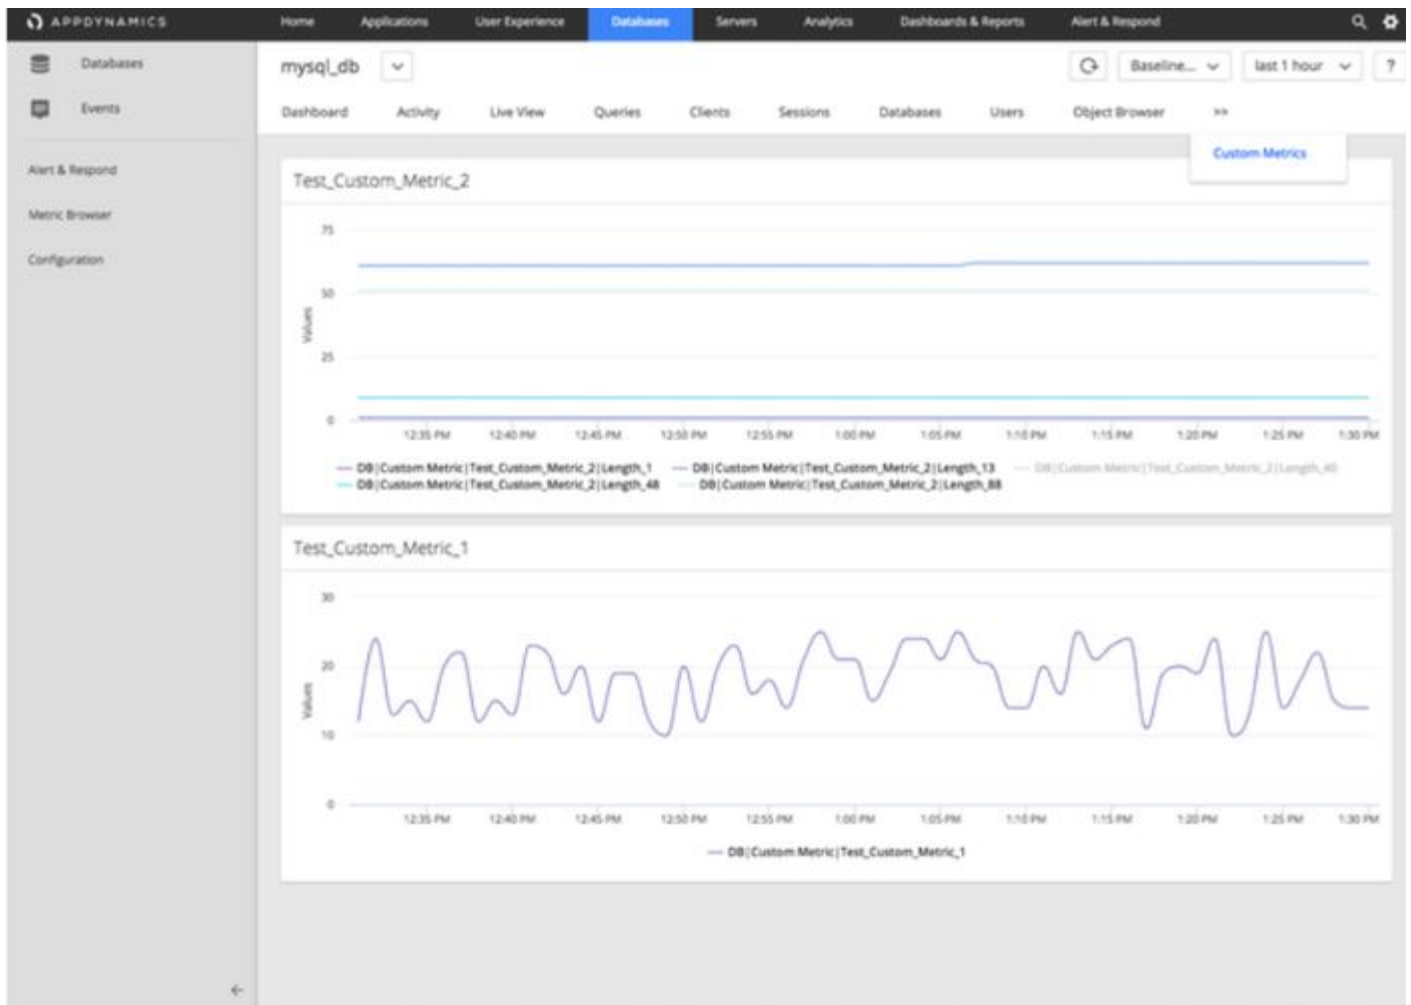 APPDYNAMICS Home Applications User Experience Databases Servers Analytics Dashboards & Reports Alert & Respond
Databases
Events
Alert & Respond
Metric Browser
Configuration
mysql_db Baseline... last 1 hour ?
Dashboard Activity Live View Queries Clients Sessions Databases Users Object Browser >>
Custom Metrics
Test_Custom_Metric_2
75
50
25
0
Values
12:35 PM 12:40 PM 12:45 PM 12:50 PM 12:55 PM 1:00 PM 1:05 PM 1:10 PM 1:15 PM 1:20 PM 1:25 PM 1:30 PM
DB|Custom Metric|Test_Custom_Metric_2|Length_1 DB|Custom Metric|Test_Custom_Metric_2|Length_13 DB|Custom Metric|Test_Custom_Metric_2|Length_40
DB|Custom Metric|Test_Custom_Metric_2|Length_48 DB|Custom Metric|Test_Custom_Metric_2|Length_88
Test_Custom_Metric_1
30
20
10
0
Values
12:35 PM 12:40 PM 12:45 PM 12:50 PM 12:55 PM 1:00 PM 1:05 PM 1:10 PM 1:15 PM 1:20 PM 1:25 PM 1:30 PM
DB|Custom Metric|Test_Custom_Metric_1